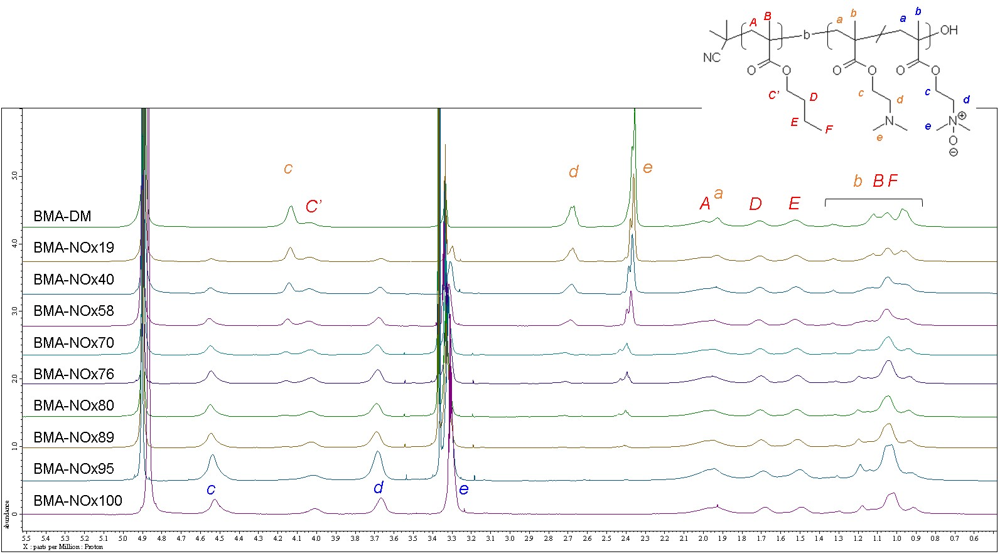 A B a b a b
b OH
NC
O O O O O O
C' D c d c d
E F N e N ⊕
e O
⊖
c d e
C' A a D E b B F
BMA-DM
BMA-NOx19
BMA-NOx40
BMA-NOx58
BMA-NOx70
BMA-NOx76
BMA-NOx80
BMA-NOx89
BMA-NOx95
c d e
BMA-NOx100
5.0
4.0
3.0
2.0
1.0
0
abundance
5.5 5.4 5.3 5.2 5.1 5.0 4.9 4.8 4.7 4.6 4.5 4.4 4.3 4.2 4.1 4.0 3.9 3.8 3.7 3.6 3.5 3.4 3.3 3.2 3.1 3.0 2.9 2.8 2.7 2.6 2.5 2.4 2.3 2.2 2.1 2.0 1.9 1.8 1.7 1.6 1.5 1.4 1.3 1.2 1.1 1.0 0.9 0.8 0.7 0.6
X : parts per Million : Proton